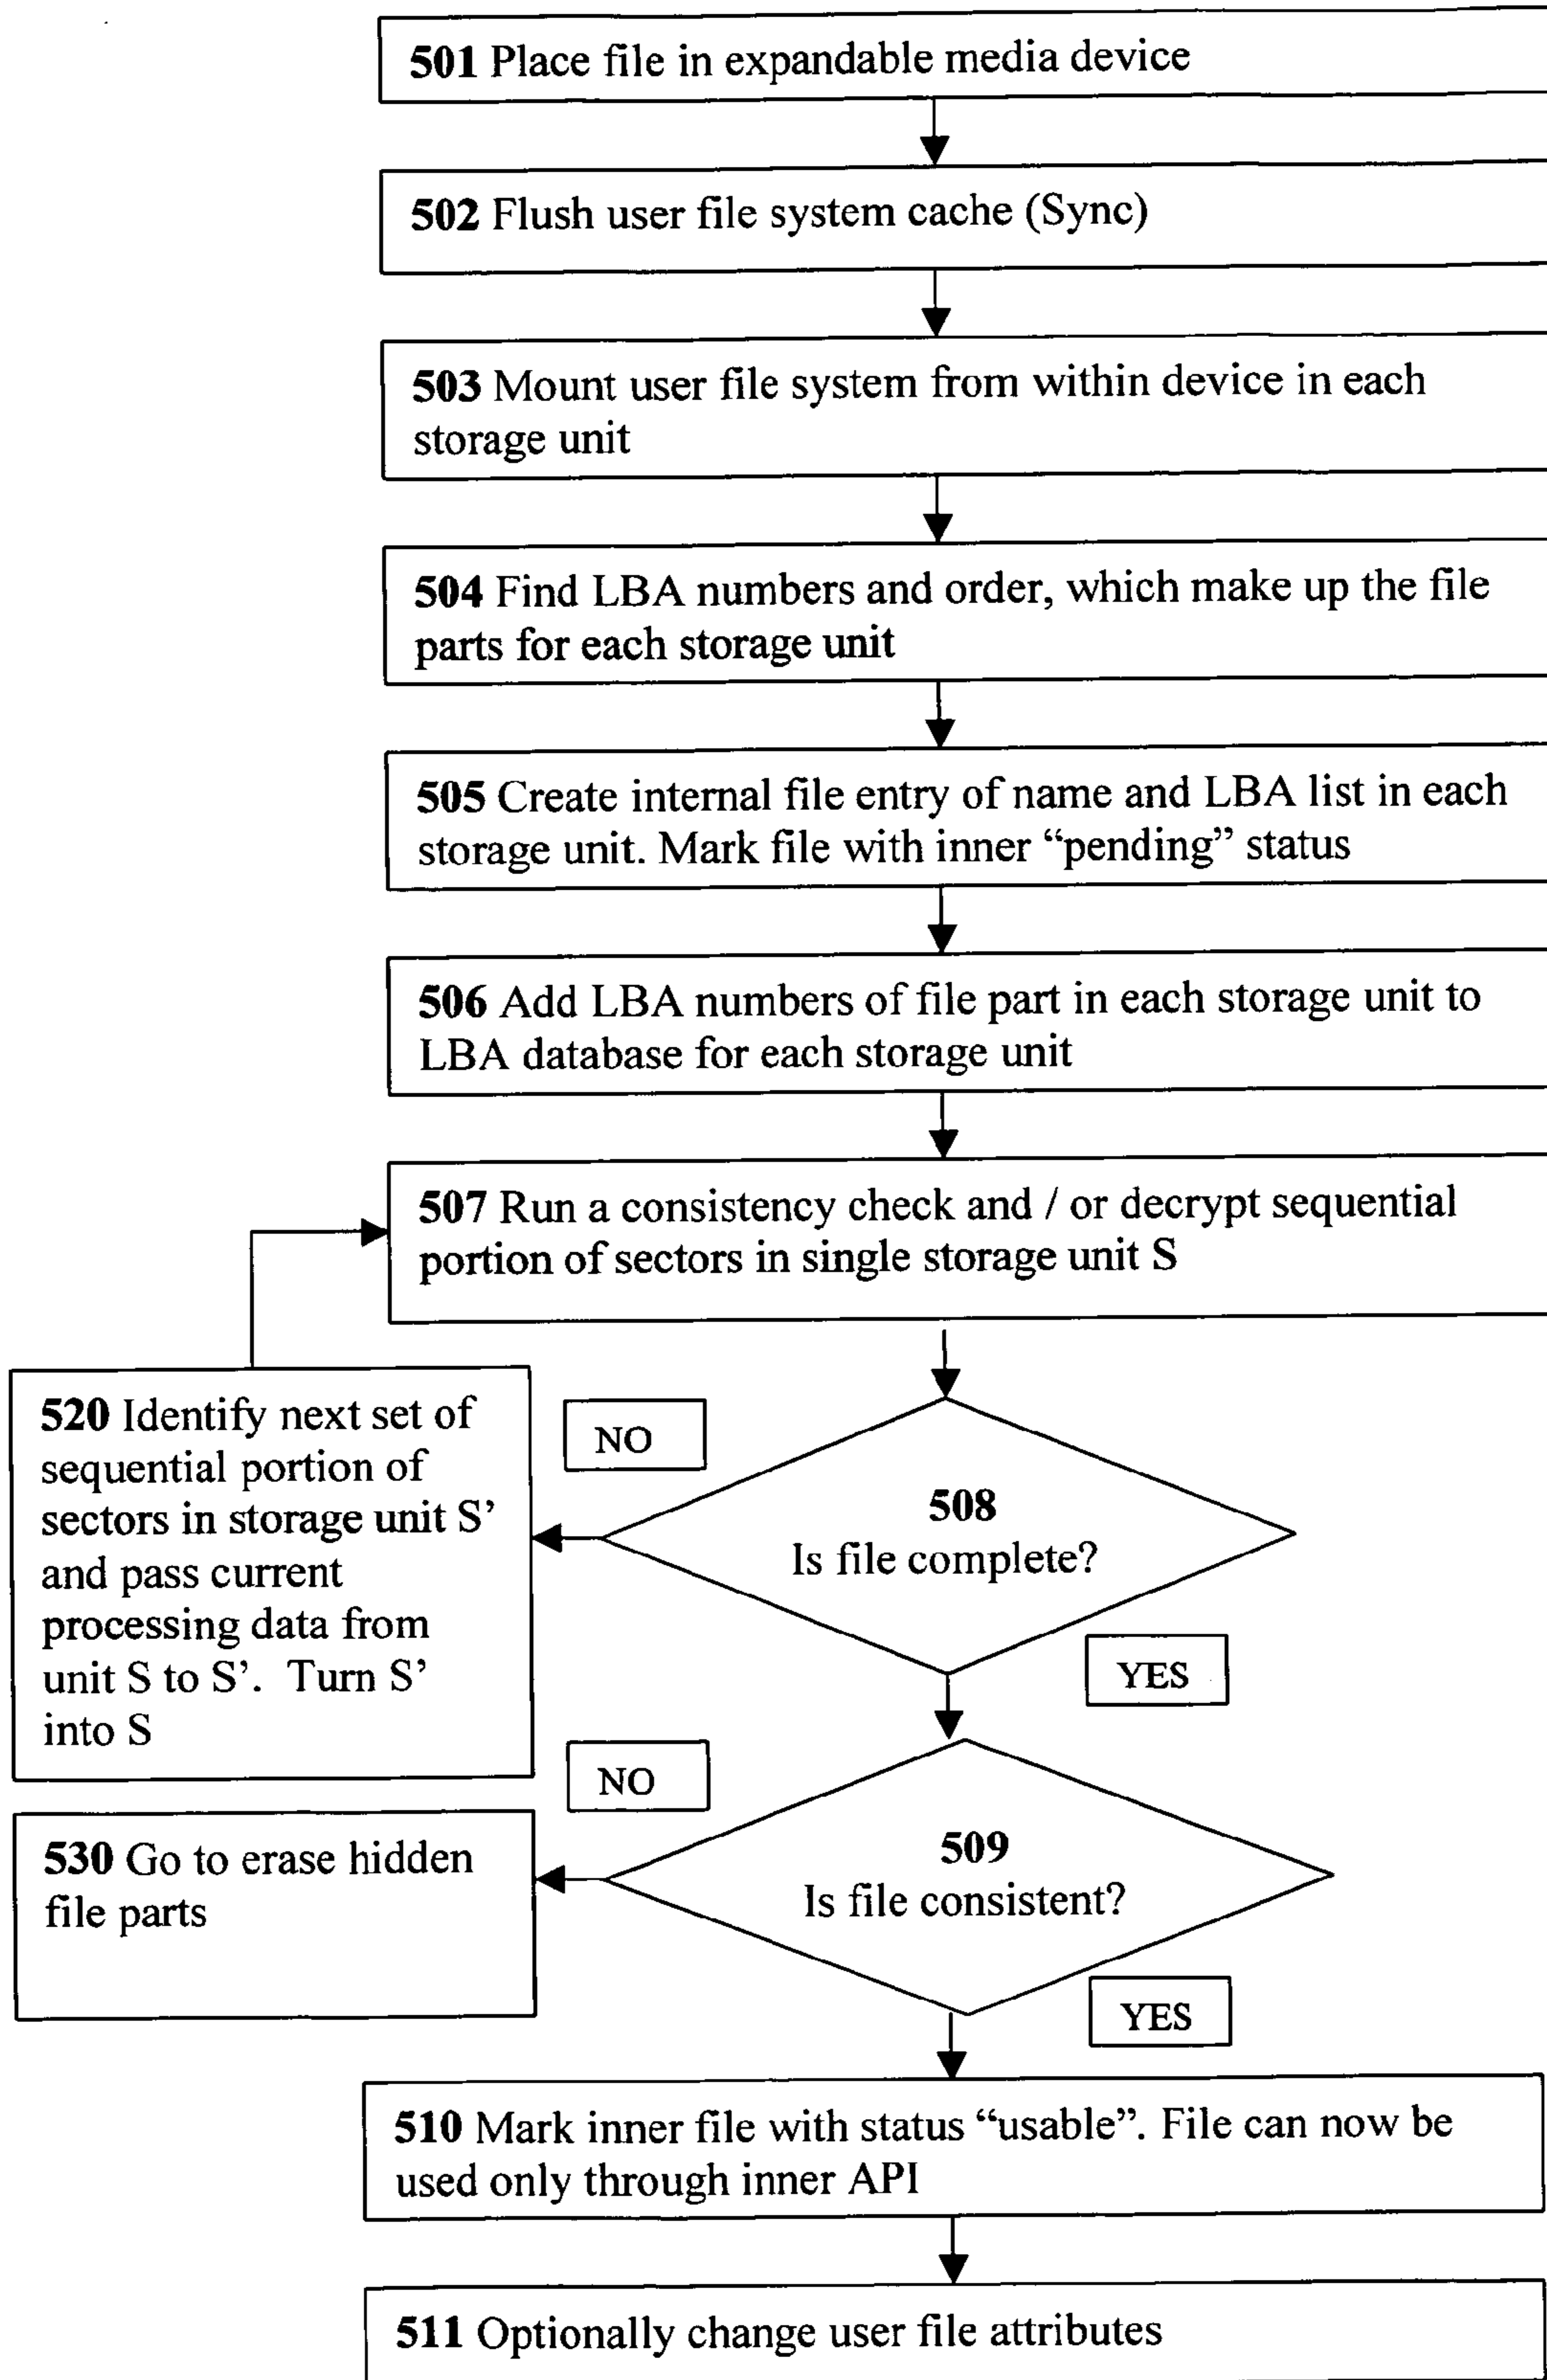 501 Place file in expandable media device
502 Flush user file system cache (Sync)
503 Mount user file system from within device in each
storage unit
504 Find LBA numbers and order, which make up the file
parts for each storage unit
505 Create internal file entry of name and LBA list in each
storage unit. Mark file with inner “pending” status
506 Add LBA numbers of file part in each storage unit to
LBA database for each storage unit
507 Run a consistency check and / or decrypt sequential
portion of sectors in single storage unit S
520 Identify next set of
sequential portion of
sectors in storage unit S’
and pass current
processing data from
unit S to S’. Turn S’
into S
NO
508
Is file complete?
YES
NO
530 Go to erase hidden
file parts
509
Is file consistent?
YES
510 Mark inner file with status “usable”. File can now be
used only through inner API
511 Optionally change user file attributes